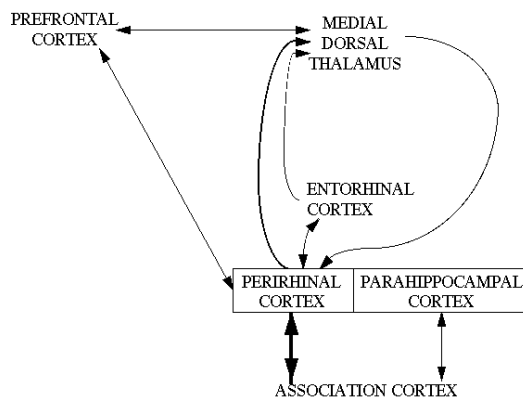 PREFRONTAL
CORTEX
MEDIAL
DORSAL
THALAMUS
ENTORHINAL
CORTEX
PERIRHINAL
CORTEX
PARAHIPPOCAMPAL
CORTEX
ASSOCIATION CORTEX